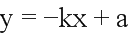 y = –kx + a